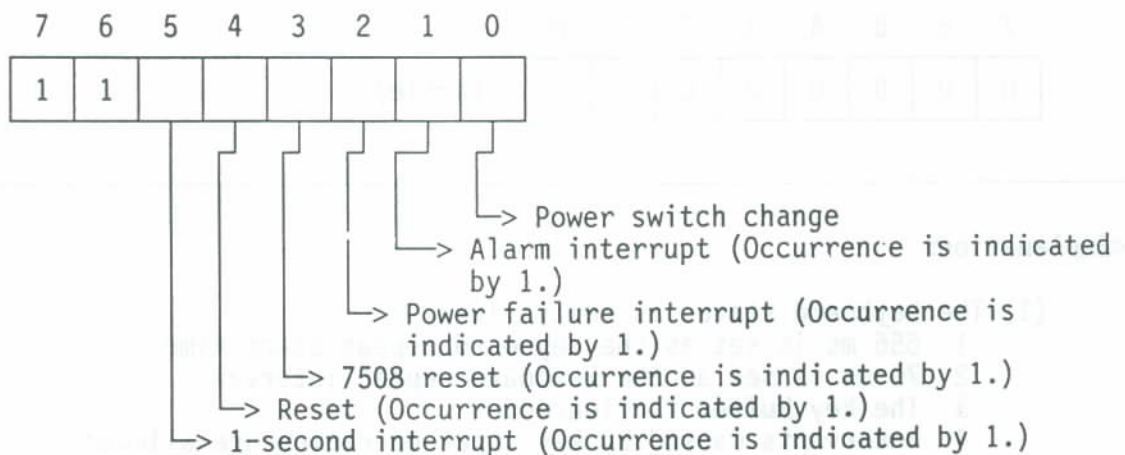 7 6 5 4 3 2 1 0
1 1
—> Power switch change
—> Alarm interrupt (Occurrence is indicated
by 1.)
—> Power failure interrupt (Occurrence is
indicated by 1.)
—> 7508 reset (Occurrence is indicated by 1.)
—> Reset (Occurrence is indicated by 1.)
—> 1-second interrupt (Occurrence is indicated by 1.)